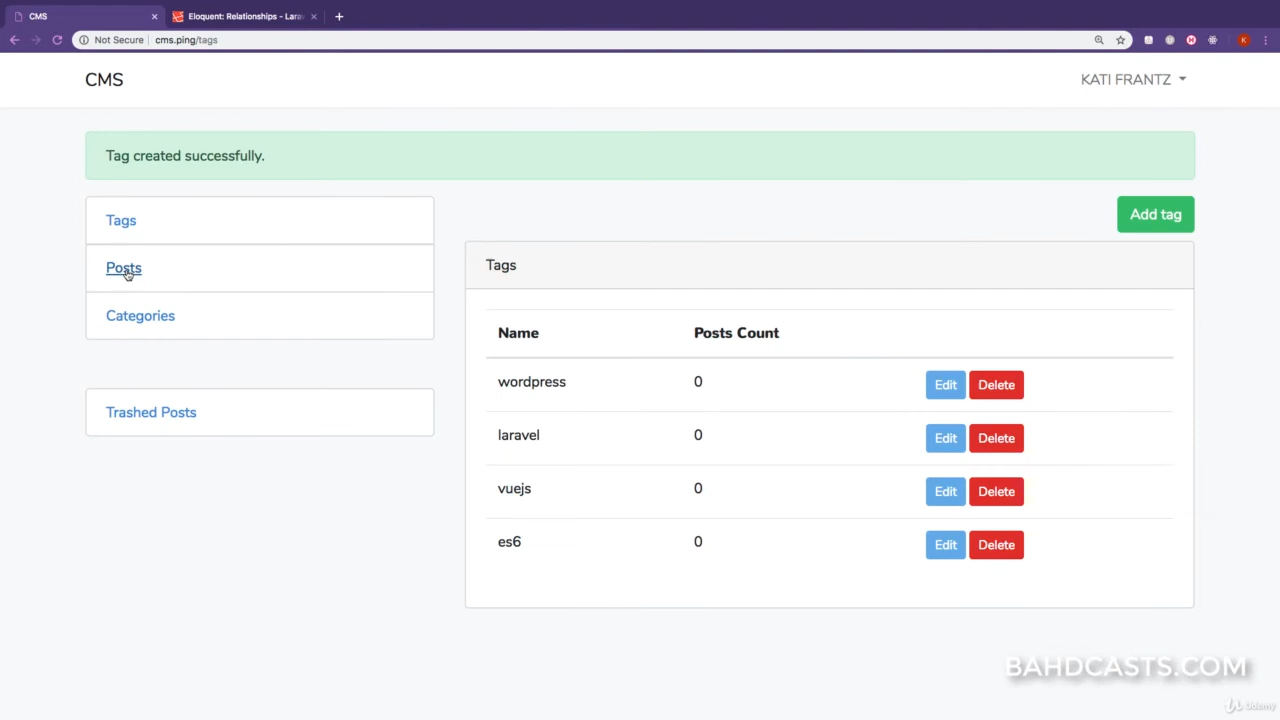 CMS
Eloquent: Relationships - Lara
Not Secure
cms.ping/tags
K
CMS
KATI FRANTZ
Tag created successfully.
Tags
Posts
Categories
Trashed Posts
Add tag
Tags
Name Posts Count
wordpress 0 Edit Delete
laravel 0 Edit Delete
vuejs 0 Edit Delete
es6 0 Edit Delete
BAHDCASTS.COM
Udemy